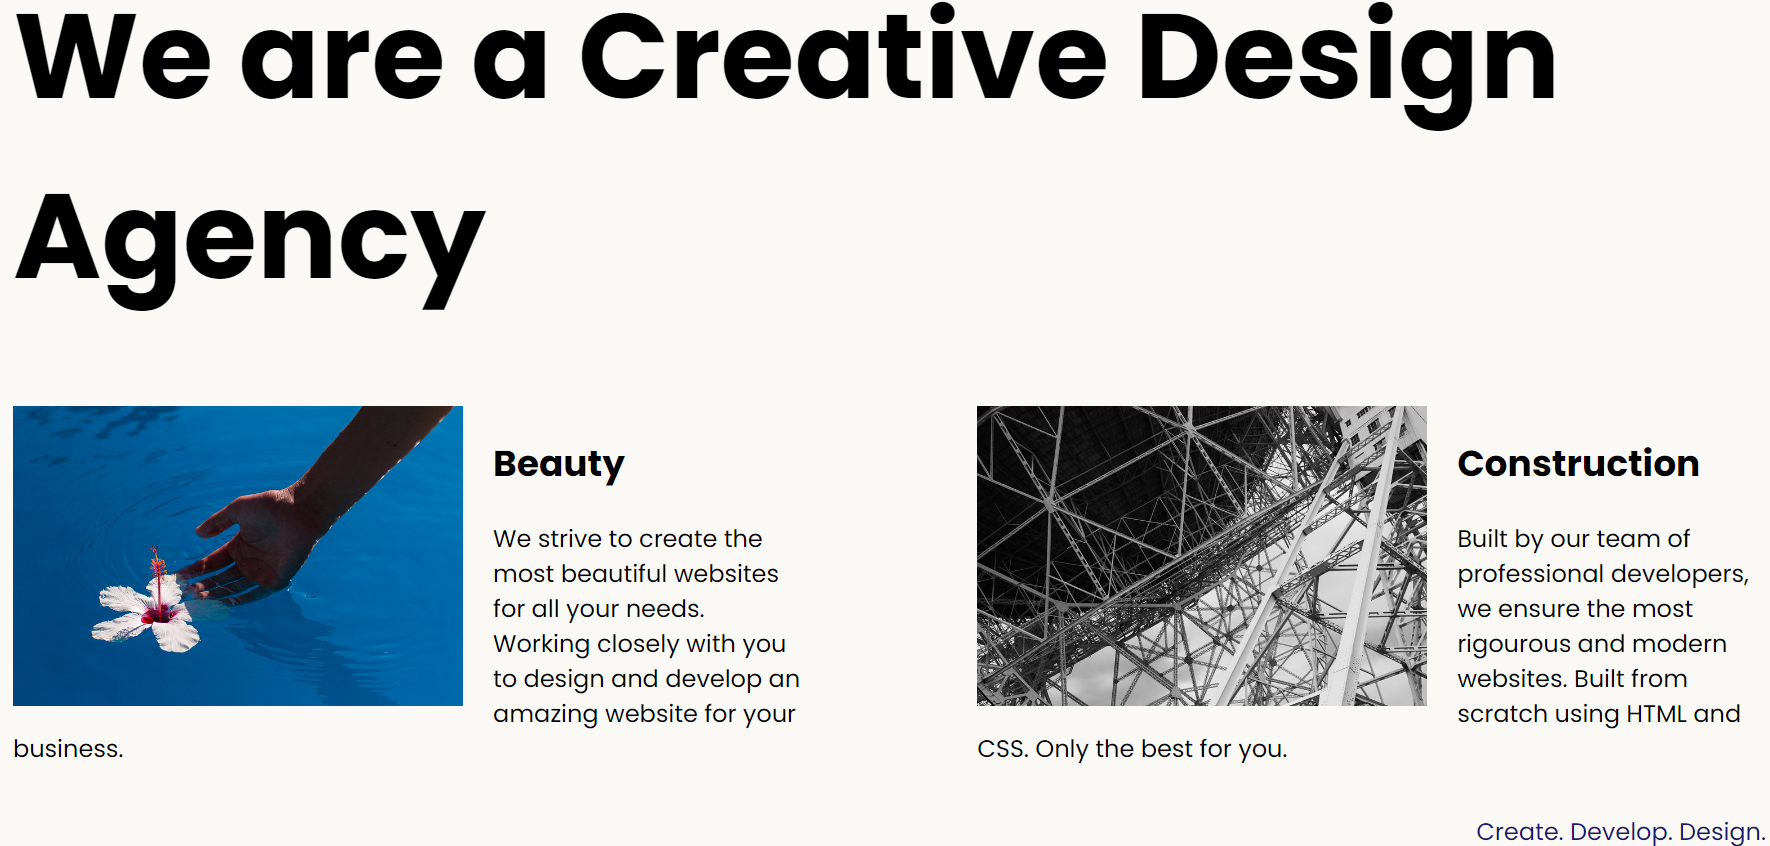 We are a Creative Design
Agency
Beauty
We strive to create the
most beautiful websites
for all your needs.
Working closely with you
to design and develop an
amazing website for your
business.
Construction
Built by our team of
professional developers,
we ensure the most
rigourous and modern
websites. Built from
scratch using HTML and
CSS. Only the best for you.
Create. Develop. Design.